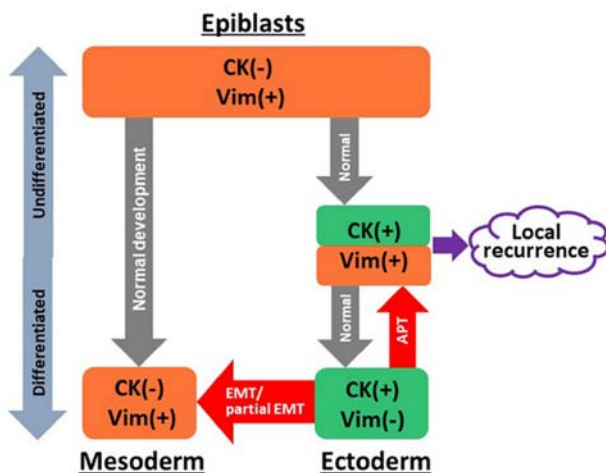 Epiblasts
CK(-)
Vim(+)
Undifferentiated
Differentiated
Normal development
Normal
CK(+)
Vim(+)
Local
recurrence
Normal
APT
CK(-)
Vim(+)
EMT/
partial EMT
CK(+)
Vim(-)
Mesoderm
Ectoderm